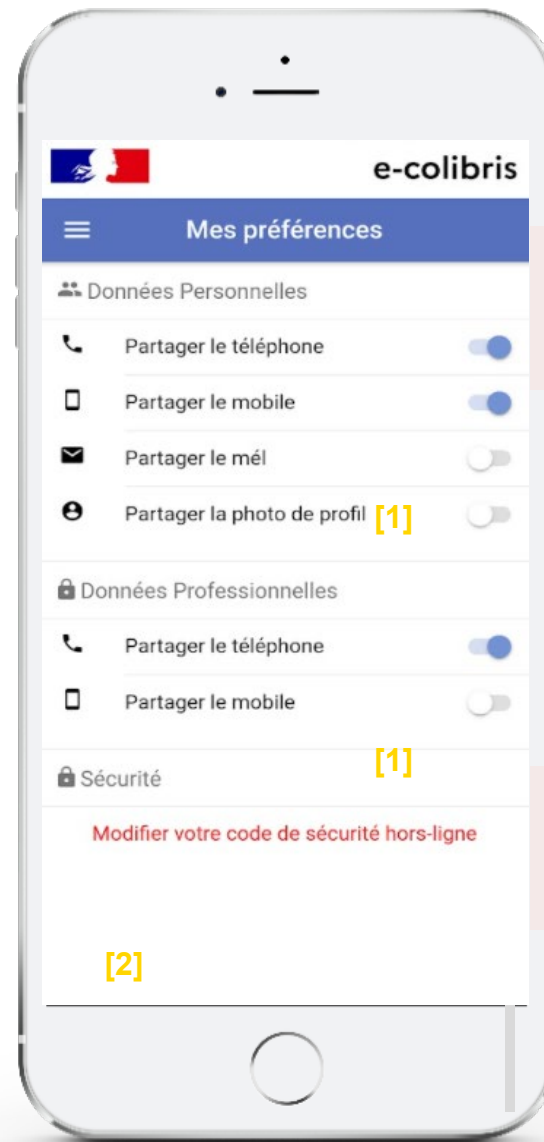 e-colibris
Mes préférences
Données Personnelles
Partager le téléphone
Partager le mobile
Partager le mél
Partager la photo de profil [1]
Données Professionnelles
Partager le téléphone
Partager le mobile
[1]
Sécurité
Modifier votre code de sécurité hors-ligne
[2]